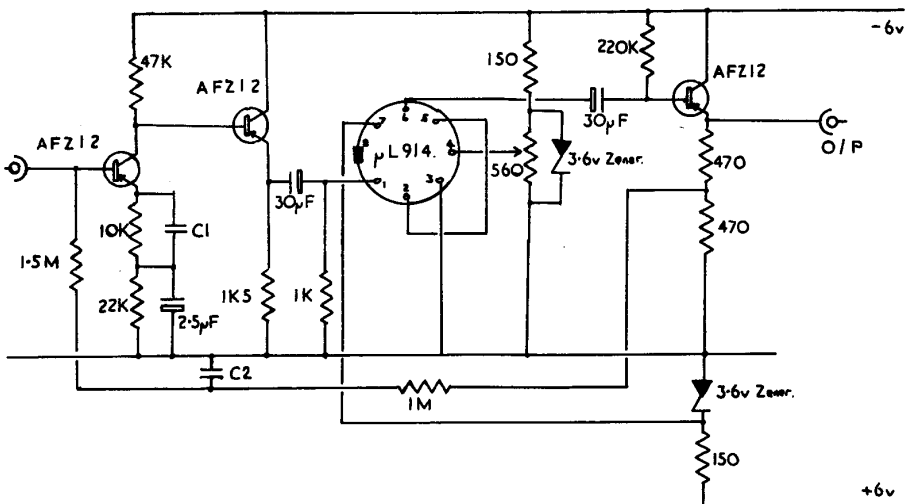 -6v
47K
150
220K
AFZ12
AFZ12
AFZ12
30µF
O/P
7
6
5
8
µL914.
4
560
3.6v Zener.
470
1
2
3
30µF
10K
C1
470
1.5M
22K
2.5µF
1K5
1K
C2
1M
3.6v Zener.
150
+6v